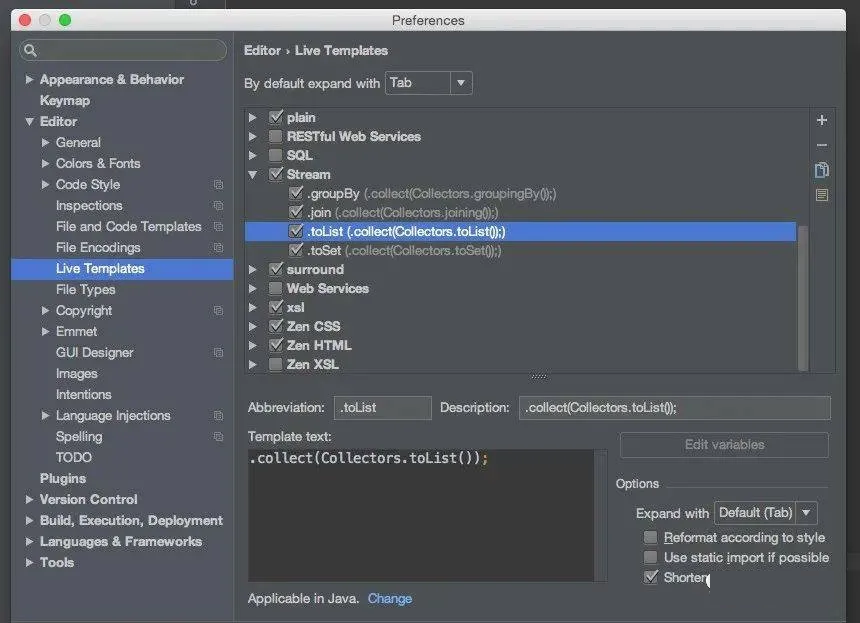 Preferences
Appearance & Behavior
Keymap
Editor
General
Colors & Fonts
Code Style
Inspections
File and Code Templates
File Encodings
Live Templates
File Types
Copyright
Emmet
GUI Designer
Images
Intentions
Language Injections
Spelling
TODO
Plugins
Version Control
Build, Execution, Deployment
Languages & Frameworks
Tools
Editor › Live Templates
By default expand with Tab
plain
RESTful Web Services
SQL
Stream
.groupBy (.collect(Collectors.groupingBy());)
.join (.collect(Collectors.joining());)
.toList (.collect(Collectors.toList());)
.toSet (.collect(Collectors.toSet());)
surround
Web Services
xsl
Zen CSS
Zen HTML
Zen XSL
Abbreviation: .toList Description: .collect(Collectors.toList());
Template text:
.collect(Collectors.toList());
Edit variables
Options
Expand with Default (Tab)
Reformat according to style
Use static import if possible
Shorten
Applicable in Java. Change